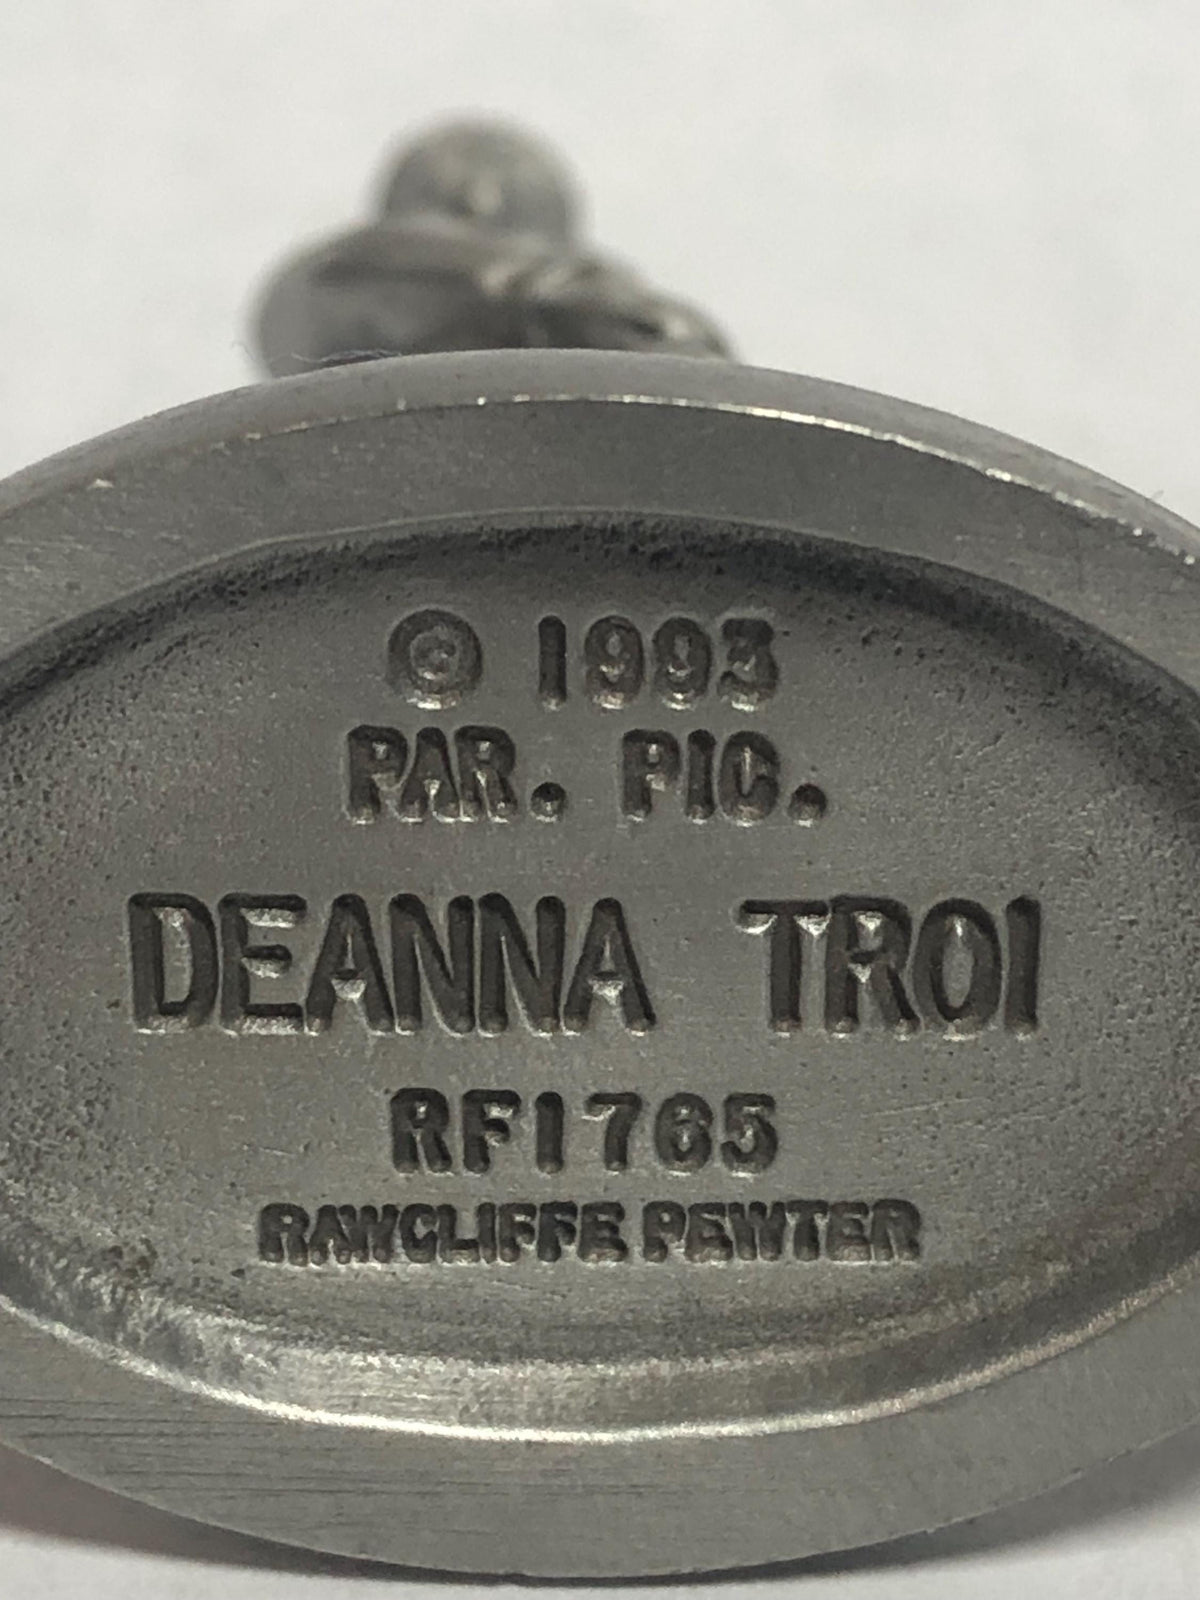 © 1993
PAR. PIC.
DEANNA TROI
RF1765
RAWCLIFFE PEWTER